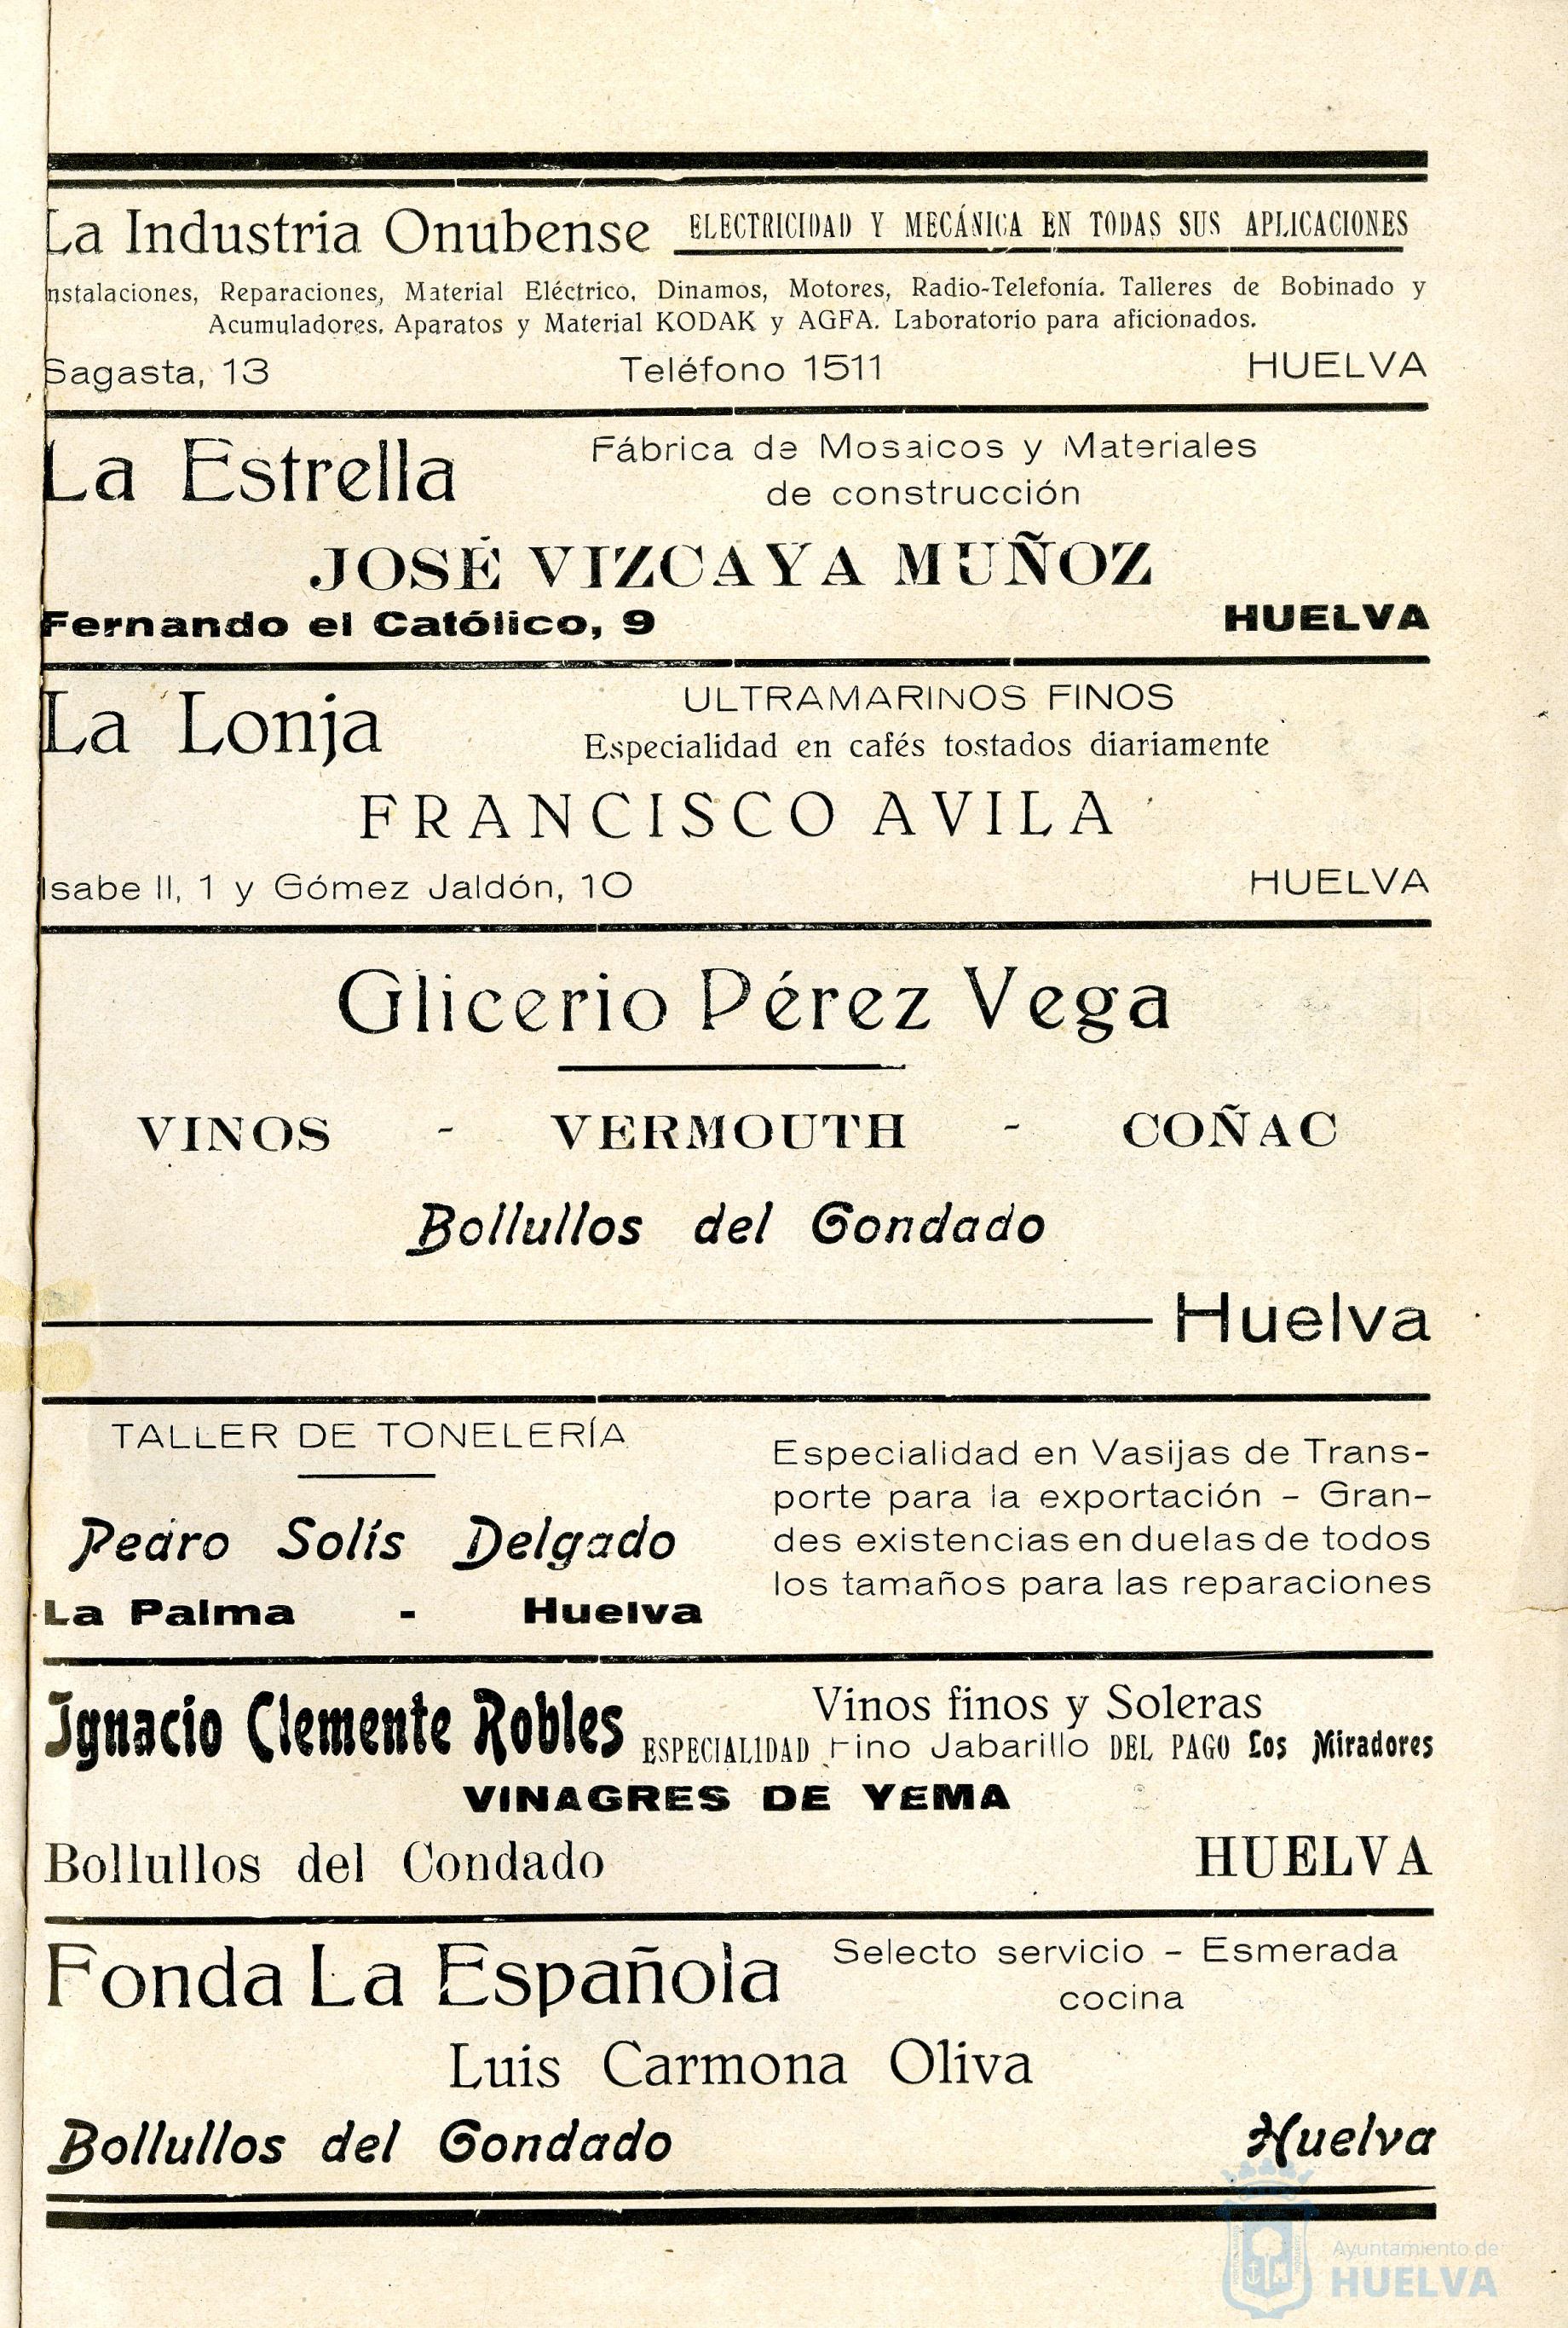 La Industria Onubense ELECTRICIDAD Y MECÁNICA EN TODAS SUS APLICACIONES
Instalaciones, Reparaciones, Material Eléctrico, Dinamos, Motores, Radio-Telefonía. Talleres de Bobinado y
Acumuladores. Aparatos y Material KODAK y AGFA. Laboratorio para aficionados.
Sagasta, 13 Teléfono 1511 HUELVA
La Estrella
Fábrica de Mosaicos y Materiales
de construcción
JOSÉ VIZCAYA MUÑOZ
Fernando el Católico, 9 HUELVA
La Lonja
ULTRAMARINOS FINOS
Especialidad en cafés tostados diariamente
FRANCISCO AVILA
Isabe II, 1 y Gómez Jaldón, 10 HUELVA
Glicerio Pérez Vega
VINOS - VERMOUTH - COÑAC
Bollullos del Condado
Huelva
TALLER DE TONELERÍA
Pedro Solís Delgado
La Palma - Huelva
Especialidad en Vasijas de Trans-
porte para la exportación - Gran-
des existencias en duelas de todos
los tamaños para las reparaciones
Ignacio Clemente Robles
Vinos finos y Soleras
ESPECIALIDAD Fino Jabarillo DEL PAGO Los Miradores
VINAGRES DE YEMA
Bollullos del Condado HUELVA
Fonda La Española
Selecto servicio - Esmerada
cocina
Luis Carmona Oliva
Bollullos del Condado Huelva
Ayuntamiento de
HUELVA